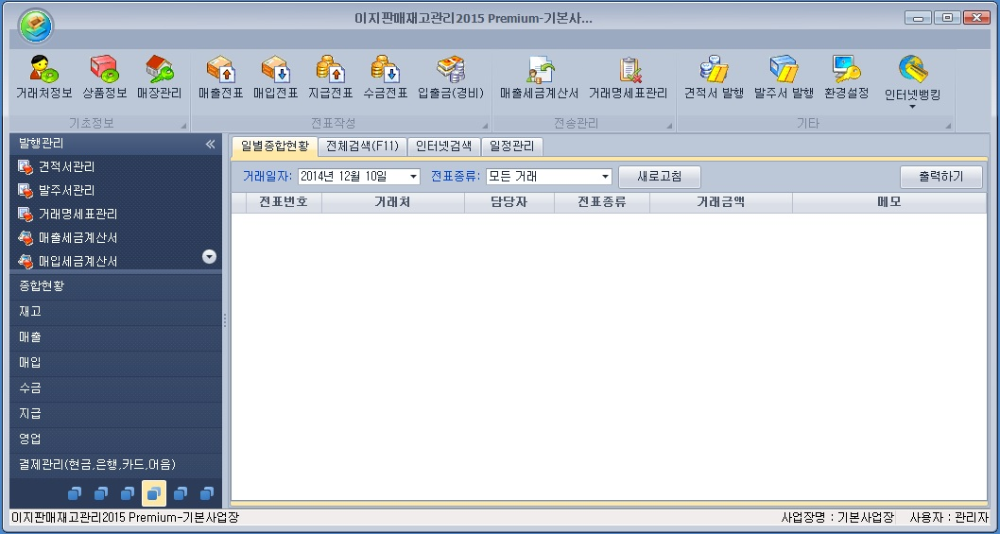 이지판매재고관리2015 Premium-기본사...
거래처정보 상품정보 매장관리 매출전표 매입전표 지급전표 수금전표 입출금(경비) 매출세금계산서 거래명세표관리 견적서 발행 발주서 발행 환경설정 인터넷뱅킹
기초정보 전표작성 전송관리 기타
발행관리
견적서관리
발주서관리
거래명세표관리
매출세금계산서
매입세금계산서
종합현황
재고
매출
매입
수금
지급
영업
결제관리(현금,은행,카드,어음)
일별종합현황 전체검색(F11) 인터넷검색 일정관리
거래일자: 2014년 12월 10일 전표종류: 모든 거래 새로고침 출력하기
전표번호 거래처 담당자 전표종류 거래금액 메모
이지판매재고관리2015 Premium-기본사업장 사업장명 : 기본사업장 사용자 : 관리자